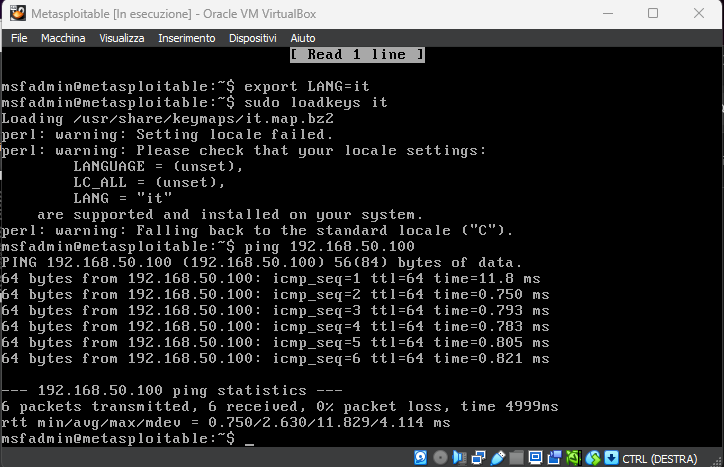 Metasploitable [In esecuzione] - Oracle VM VirtualBox
File Macchina Visualizza Inserimento Dispositivi Aiuto
[ Read 1 line ]
msfadmin@metasploitable:~$ export LANG=it
msfadmin@metasploitable:~$ sudo loadkeys it
Loading /usr/share/keymaps/it.map.bz2
perl: warning: Setting locale failed.
perl: warning: Please check that your locale settings:
LANGUAGE = (unset),
LC_ALL = (unset),
LANG = "it"
are supported and installed on your system.
perl: warning: Falling back to the standard locale ("C").
msfadmin@metasploitable:~$ ping 192.168.50.100
PING 192.168.50.100 (192.168.50.100) 56(84) bytes of data.
64 bytes from 192.168.50.100: icmp_seq=1 ttl=64 time=11.8 ms
64 bytes from 192.168.50.100: icmp_seq=2 ttl=64 time=0.750 ms
64 bytes from 192.168.50.100: icmp_seq=3 ttl=64 time=0.793 ms
64 bytes from 192.168.50.100: icmp_seq=4 ttl=64 time=0.783 ms
64 bytes from 192.168.50.100: icmp_seq=5 ttl=64 time=0.805 ms
64 bytes from 192.168.50.100: icmp_seq=6 ttl=64 time=0.821 ms
--- 192.168.50.100 ping statistics ---
6 packets transmitted, 6 received, 0% packet loss, time 4999ms
rtt min/avg/max/mdev = 0.750/2.630/11.829/4.114 ms
msfadmin@metasploitable:~$ _
CTRL (DESTRA)